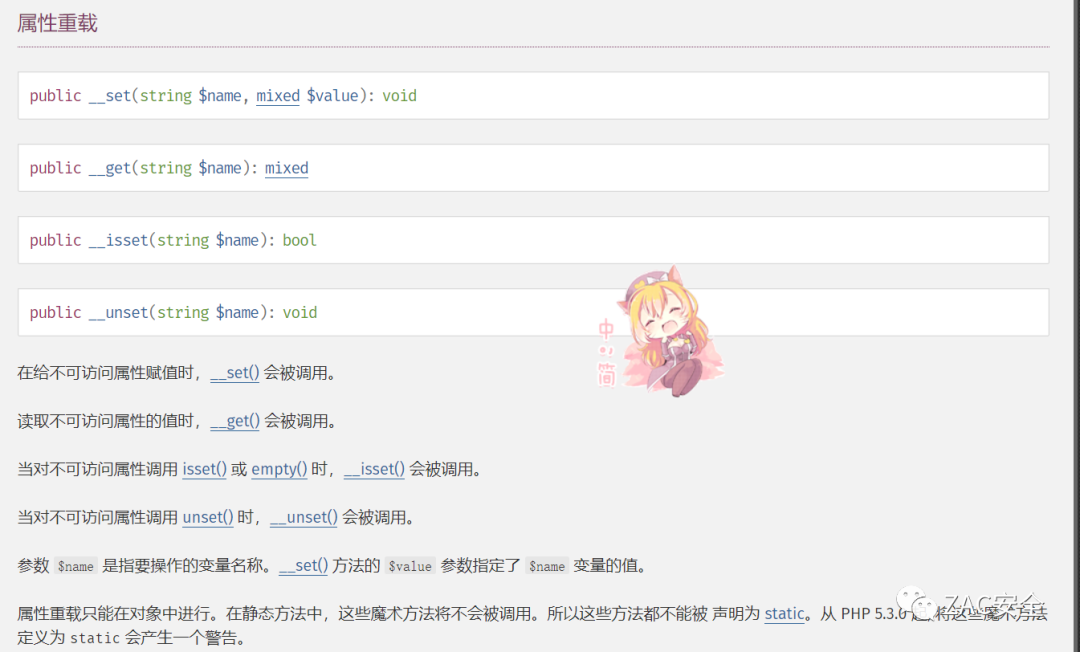 属性重载
public __set(string $name, mixed $value): void
public __get(string $name): mixed
public __isset(string $name): bool
public __unset(string $name): void
中
简
在给不可访问属性赋值时，__set() 会被调用。
读取不可访问属性的值时，__get() 会被调用。
当对不可访问属性调用 isset() 或 empty() 时，__isset() 会被调用。
当对不可访问属性调用 unset() 时，__unset() 会被调用。
参数 $name 是指要操作的变量名称。__set() 方法的 $value 参数指定了 $name 变量的值。
ZAC安全
属性重载只能在对象中进行。在静态方法中，这些魔术方法将不会被调用。所以这些方法都不能被 声明为 static。从 PHP 5.3.0 将这些魔术方法
定义为 static 会产生一个警告。